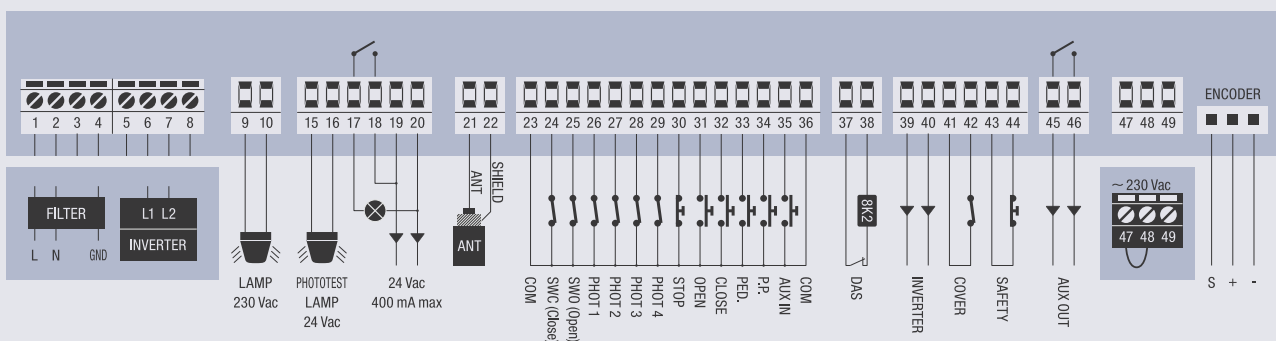 ENCODER
1 2 3 4 5 6 7 8
9 10
15 16 17 18 19 20
21 22
23 24 25 26 27 28 29 30 31 32 33 34 35 36
37 38
39 40 41 42 43 44
45 46
47 48 49
FILTER
L N GND
L1 L2
INVERTER
LAMP
230 Vac
PHOTOTEST
LAMP
24 Vac
24 Vac
400 mA max
ANT
SHIELD
ANT
COM
SWC (Close)
SWO (Open)
PHOT 1
PHOT 2
PHOT 3
PHOT 4
STOP
OPEN
CLOSE
PED.
P.P.
AUX IN
COM
8K2
DAS
INVERTER
COVER
SAFETY
AUX OUT
~ 230 Vac
47 48 49
S + -